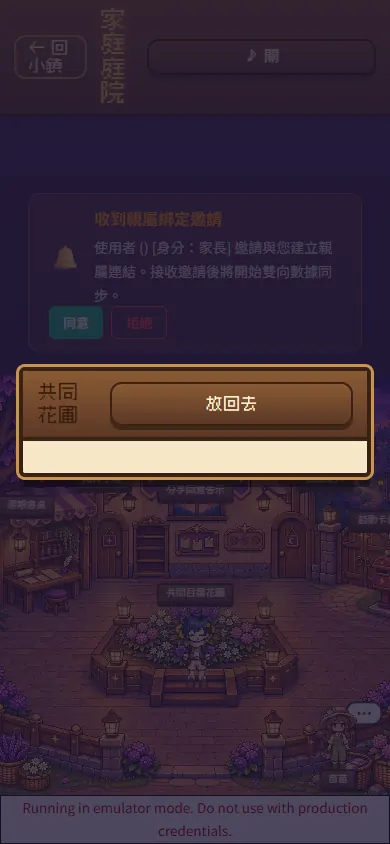 ← 回
小鎮
家庭庭院
♪ 關
收到親屬綁定邀請
使用者 () [身分：家長] 邀請與您建立親
屬連結。接收邀請後將開始雙向數據同
步。
同意
拒絕
共同
花圃
放回去
共同目標花圃
Running in emulator mode. Do not use with production
credentials.